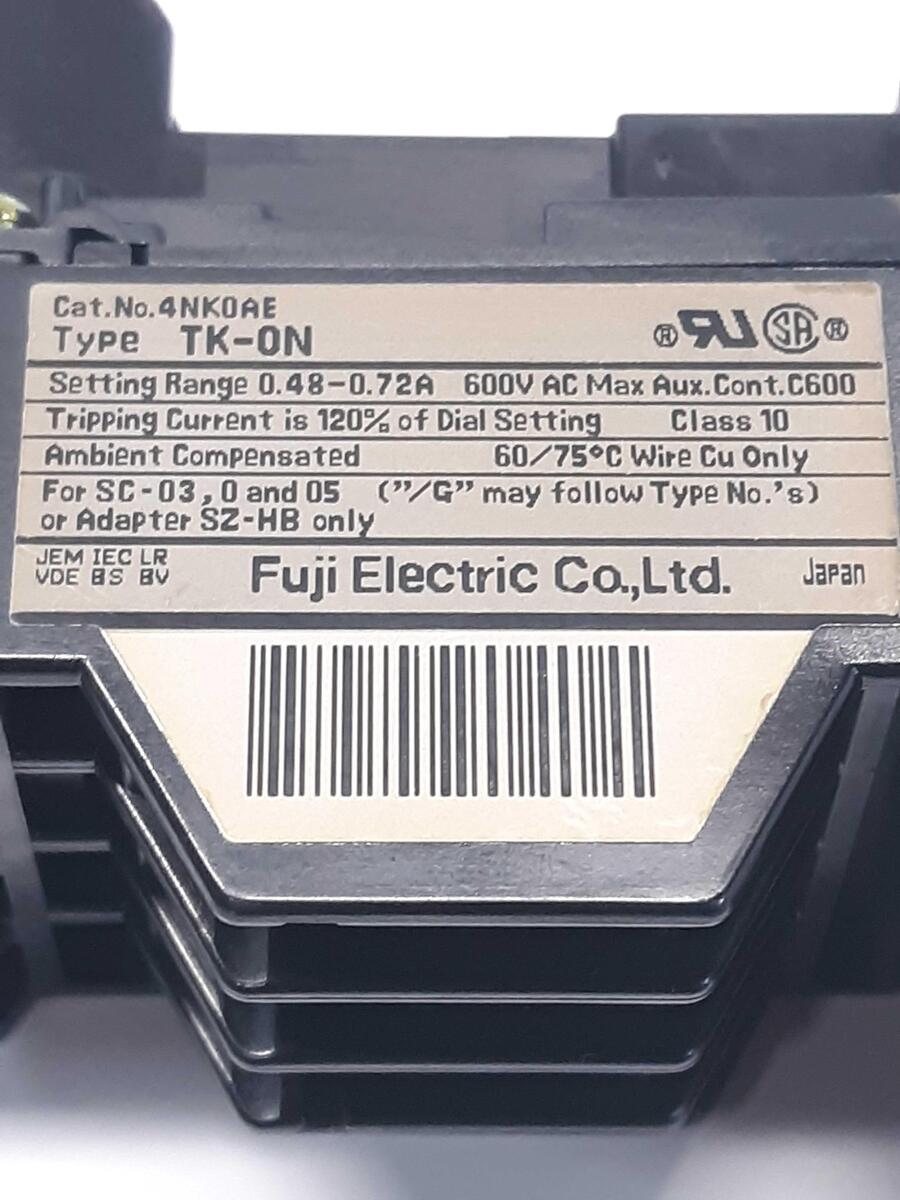 Cat.No.4NK0AE
Type TK-0N
® RU SA ®
Setting Range 0.48-0.72A 600V AC Max Aux.Cont.C600
Tripping Current is 120% of Dial Setting Class 10
Ambient Compensated 60/75°C Wire Cu Only
For SC-03,0 and 05 ("/G" may follow Type No.'s)
or Adapter SZ-HB only
JEM IEC LR
VDE BS BV
Fuji Electric Co.,Ltd. Japan